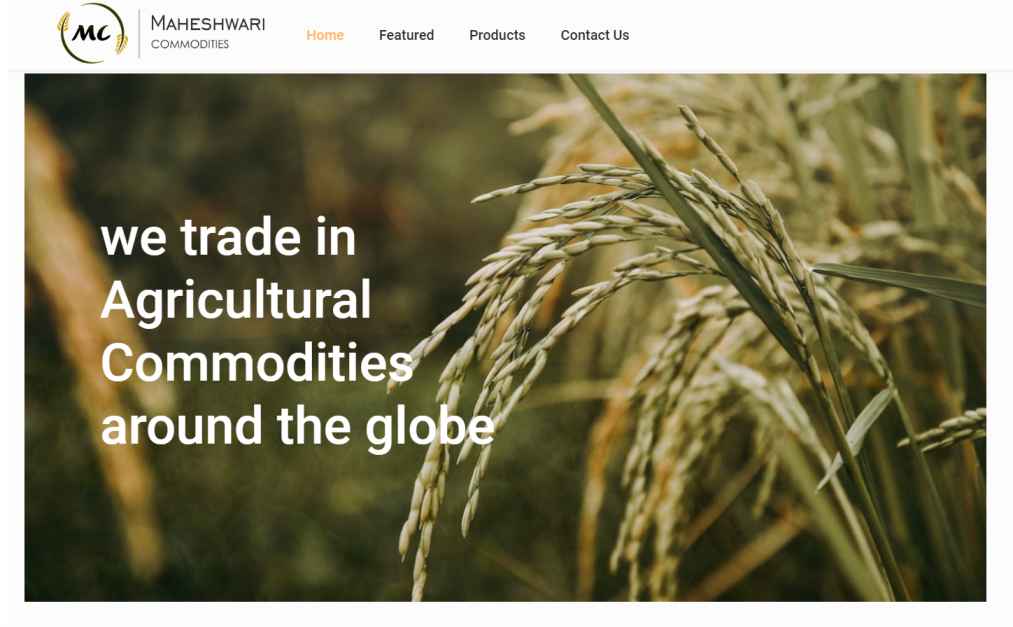 MC
MAHESHWARI
COMMODITIES
Home
Featured
Products
Contact Us
we trade in
Agricultural
Commodities
around the globe